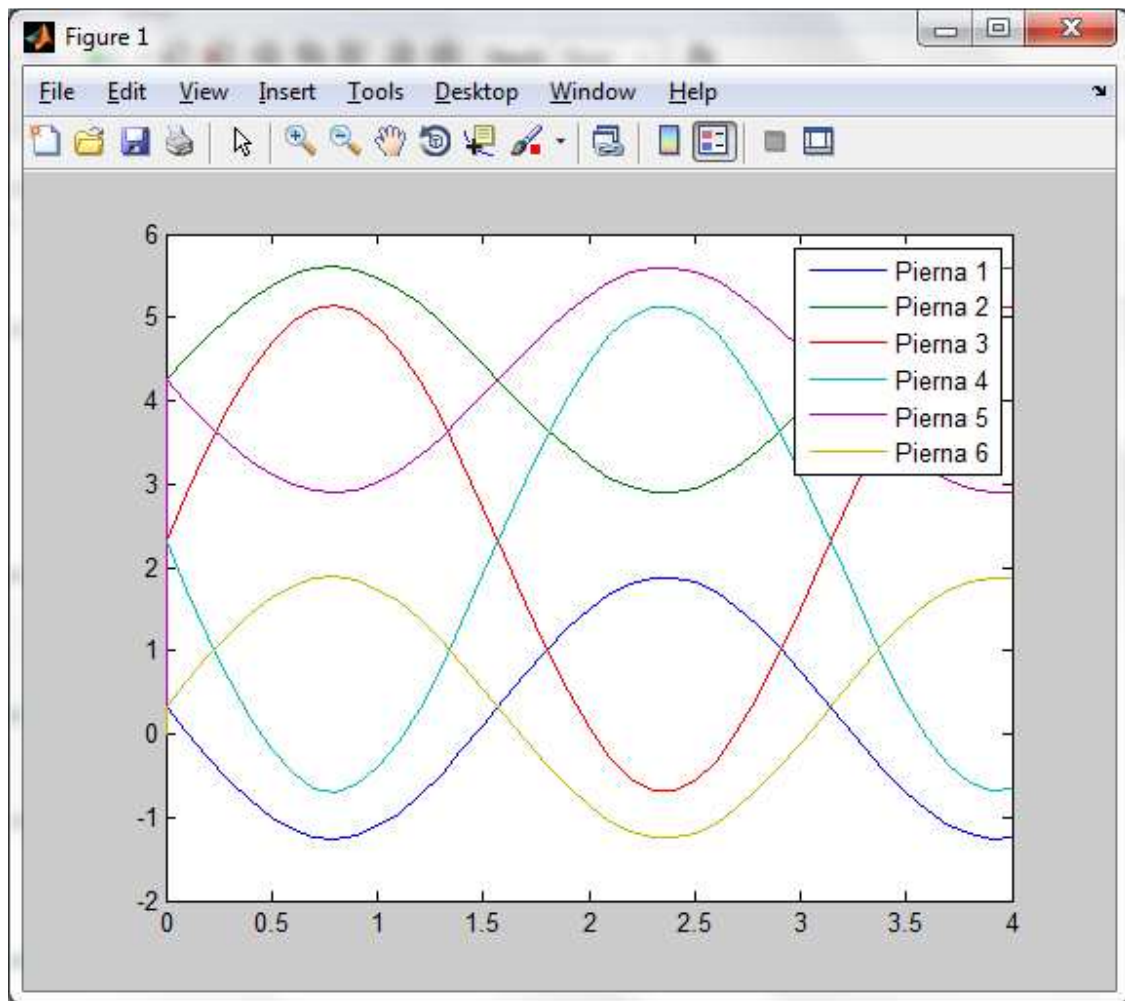 Figure 1
File Edit View Insert Tools Desktop Window Help
6
5
4
3
2
1
0
-1
-2
0 0.5 1 1.5 2 2.5 3 3.5 4
Pierna 1
Pierna 2
Pierna 3
Pierna 4
Pierna 5
Pierna 6